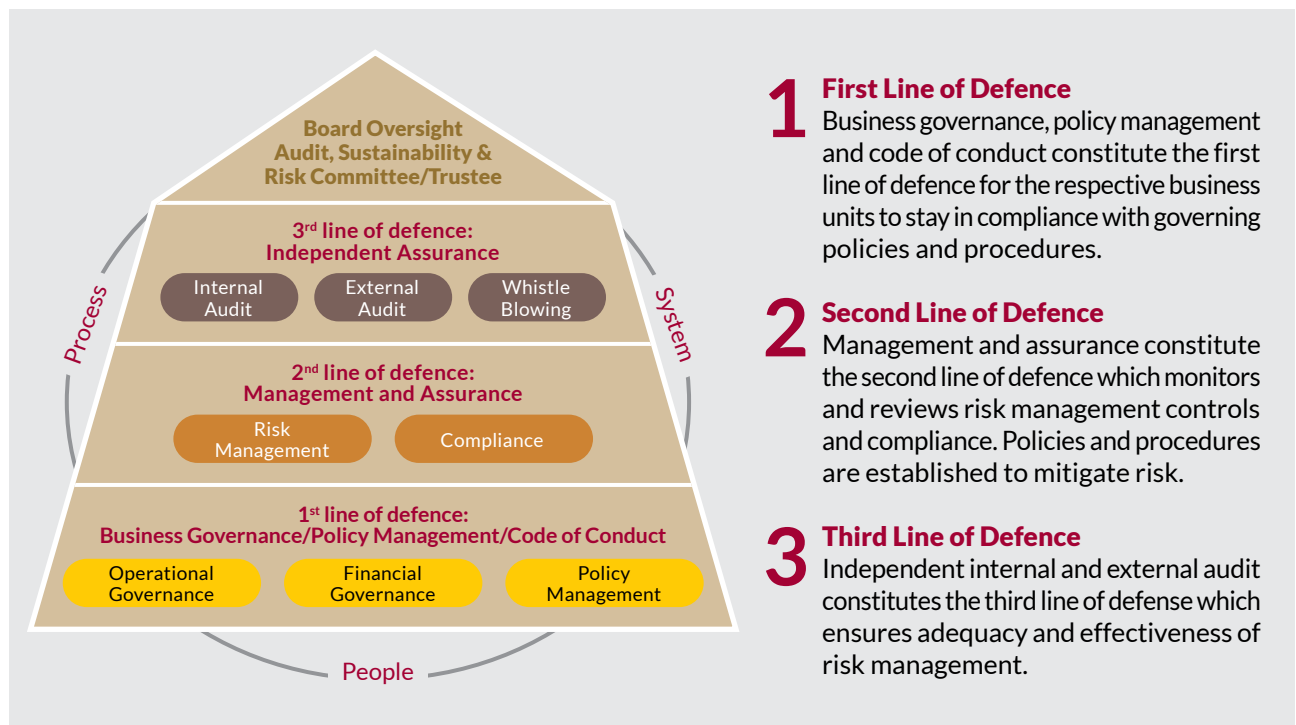 Board Oversight
Audit, Sustainability &
Risk Committee/Trustee
3rd line of defence:
Independent Assurance
Internal
Audit
External
Audit
Whistle
Blowing
2nd line of defence:
Management and Assurance
Risk
Management
Compliance
1st line of defence:
Business Governance/Policy Management/Code of Conduct
Operational
Governance
Financial
Governance
Policy
Management
Process
System
People
1
First Line of Defence
Business governance, policy management
and code of conduct constitute the first
line of defence for the respective business
units to stay in compliance with governing
policies and procedures.
2
Second Line of Defence
Management and assurance constitute
the second line of defence which monitors
and reviews risk management controls
and compliance. Policies and procedures
are established to mitigate risk.
3
Third Line of Defence
Independent internal and external audit
constitutes the third line of defense which
ensures adequacy and effectiveness of
risk management.